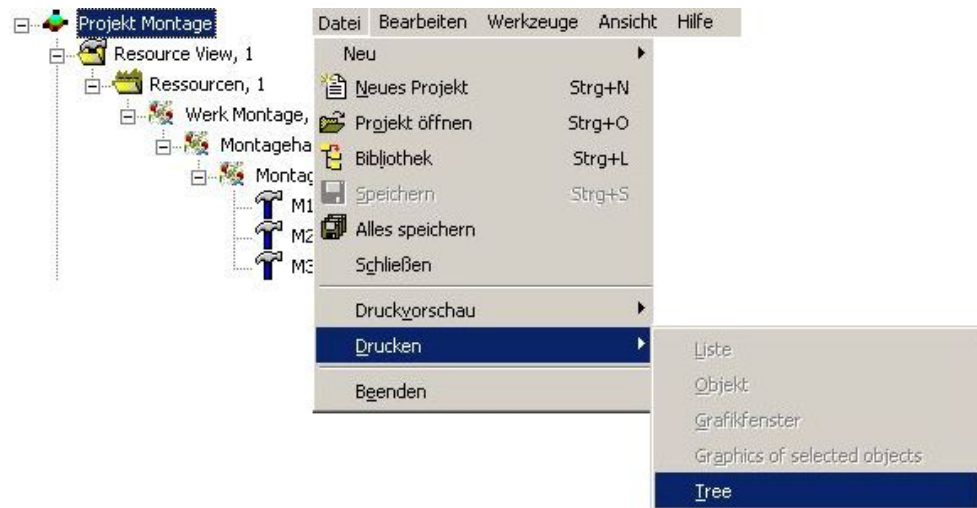 Projekt Montage
Resource View, 1
Ressourcen, 1
Werk Montage,
Montageha
Montag
M1
M2
M3
Datei Bearbeiten Werkzeuge Ansicht Hilfe
Neu
Neues Projekt Strg+N
Projekt öffnen Strg+O
Bibliothek Strg+L
Speichern Strg+S
Alles speichern
Schließen
Druckvorschau
Drucken
Beenden
Liste
Objekt
Grafikfenster
Graphics of selected objects
Tree